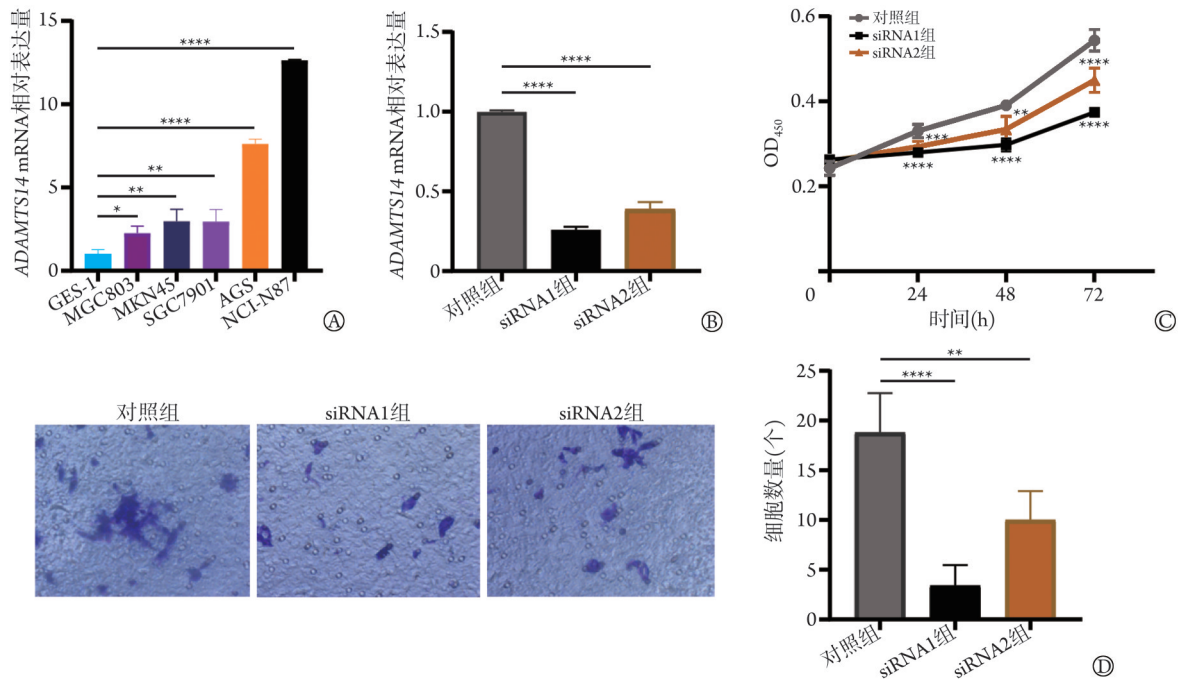 ADAMTS14 mRNA相对表达量
15
10
5
0
****
****
**
**
*
GES-1
MGC803
MKN45
SGC7901
AGS
NCI-N87
Ⓐ
ADAMTS14 mRNA相对表达量
1.5
1.0
0.5
0
****
****
对照组
siRNA1组
siRNA2组
Ⓑ
OD450
0.6
0.4
0.2
0
对照组
siRNA1组
siRNA2组
***
****
**
****
****
****
24
48
72
时间(h)
Ⓒ
对照组
siRNA1组
siRNA2组
细胞数量(个)
25
20
15
10
5
0
**
****
对照组
siRNA1组
siRNA2组
Ⓓ